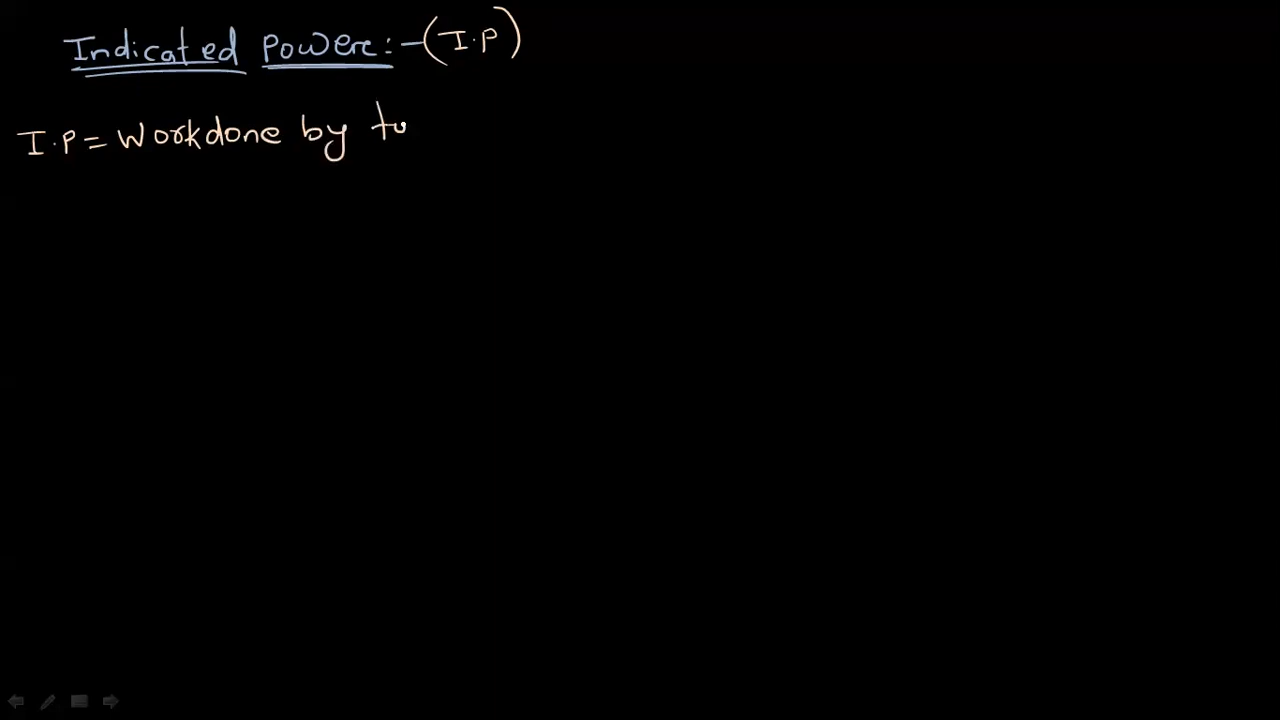 Indicated Power:-(I.P)
I.P = Workdone by